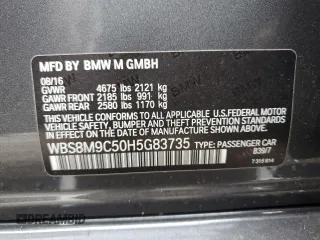 MFD BY BMW M GMBH
08/16
GVWR 4675 lbs 2121 kg
GAWR FRONT 2185 lbs 991 kg
GAWR REAR 2580 lbs 1170 kg
THIS VEHICLE CONFORMS TO ALL APPLICABLE
FEDERAL MOTOR VEHICLE SAFETY, BUMPER,
AND THEFT PREVENTION STANDARDS IN EFFECT
ON THE DATE OF MANUFACTURE SHOWN ABOVE.
WBS8M9C50H5G83735
TYPE: PASSENGER CAR
B39/7